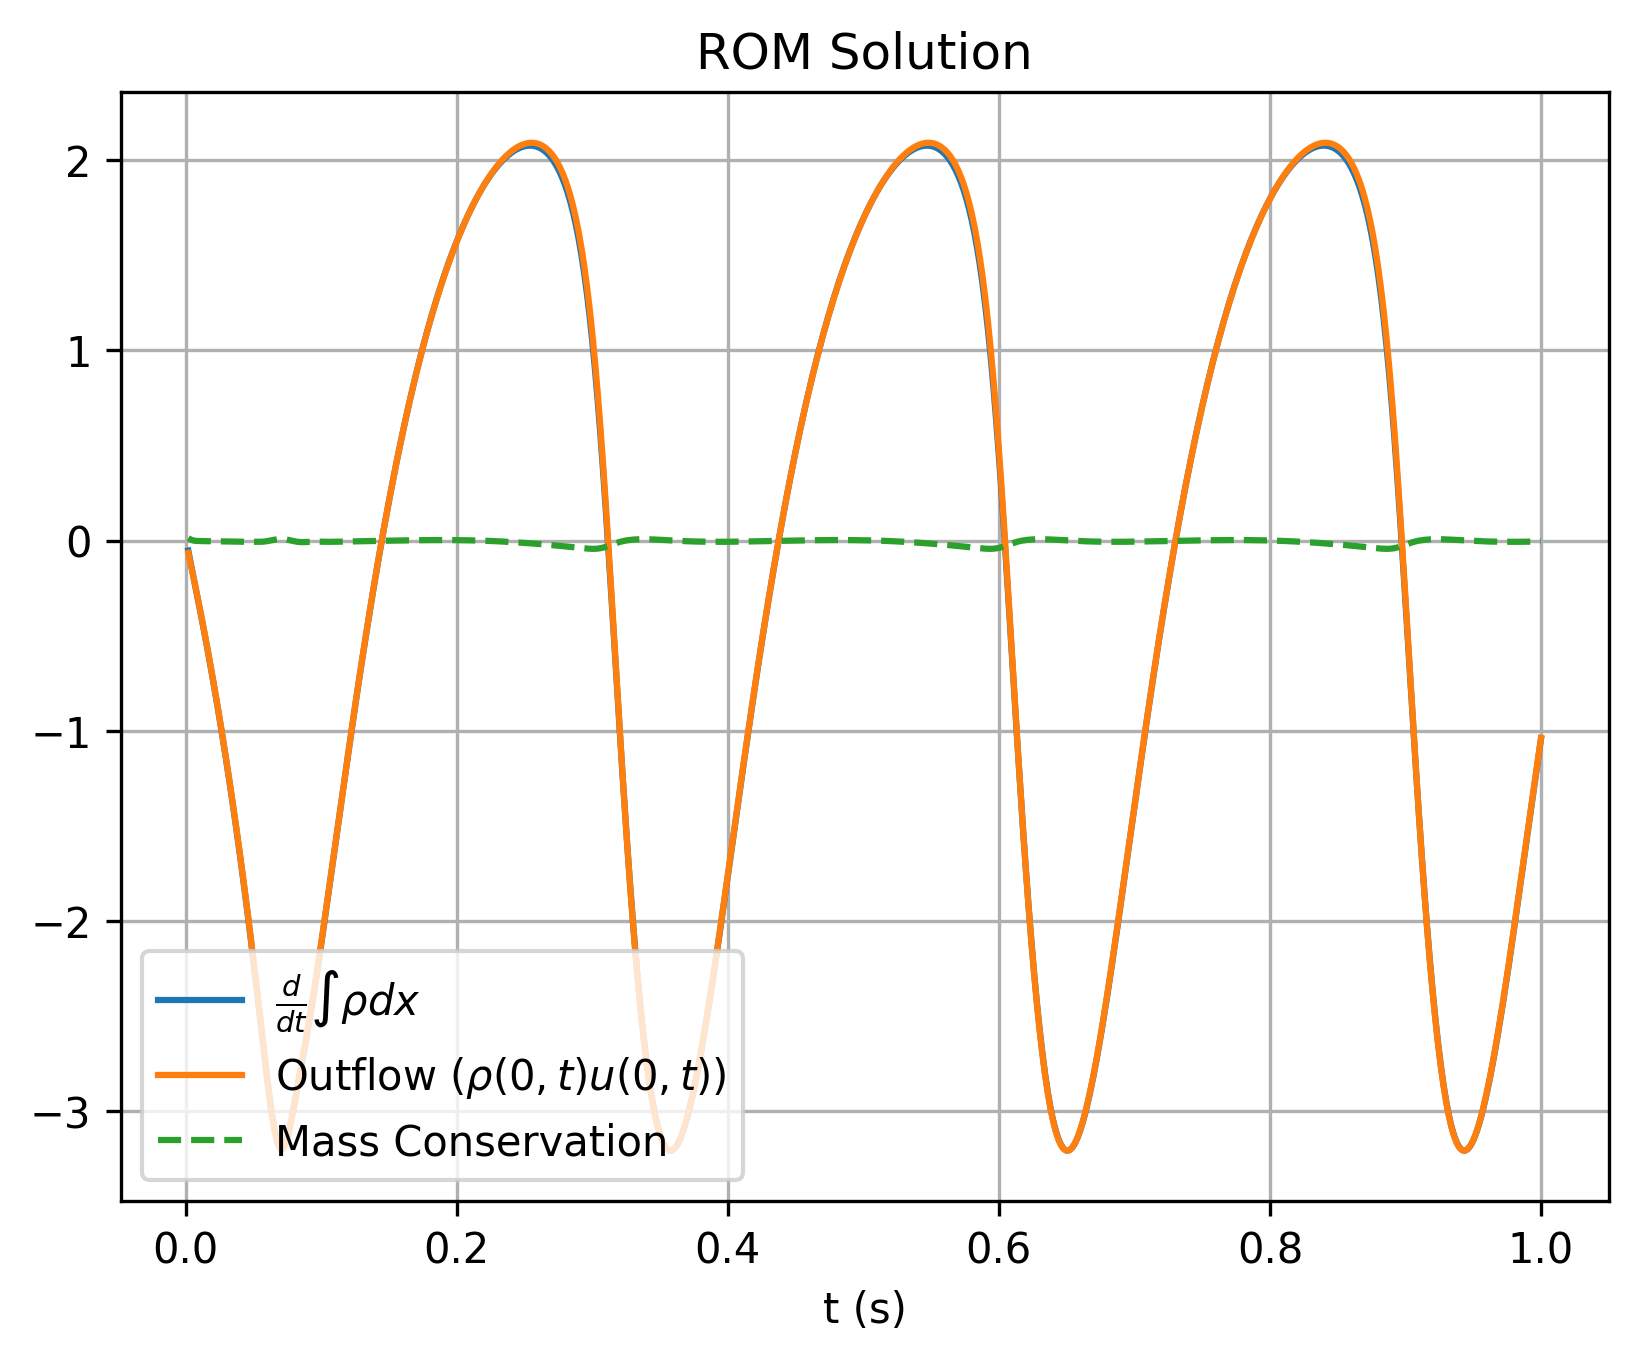 ROM Solution
2
1
0
−1
−2
−3
d/dt ∫ρdx
Outflow (ρ(0, t)u(0, t))
Mass Conservation
0.0 0.2 0.4 0.6 0.8 1.0
t (s)